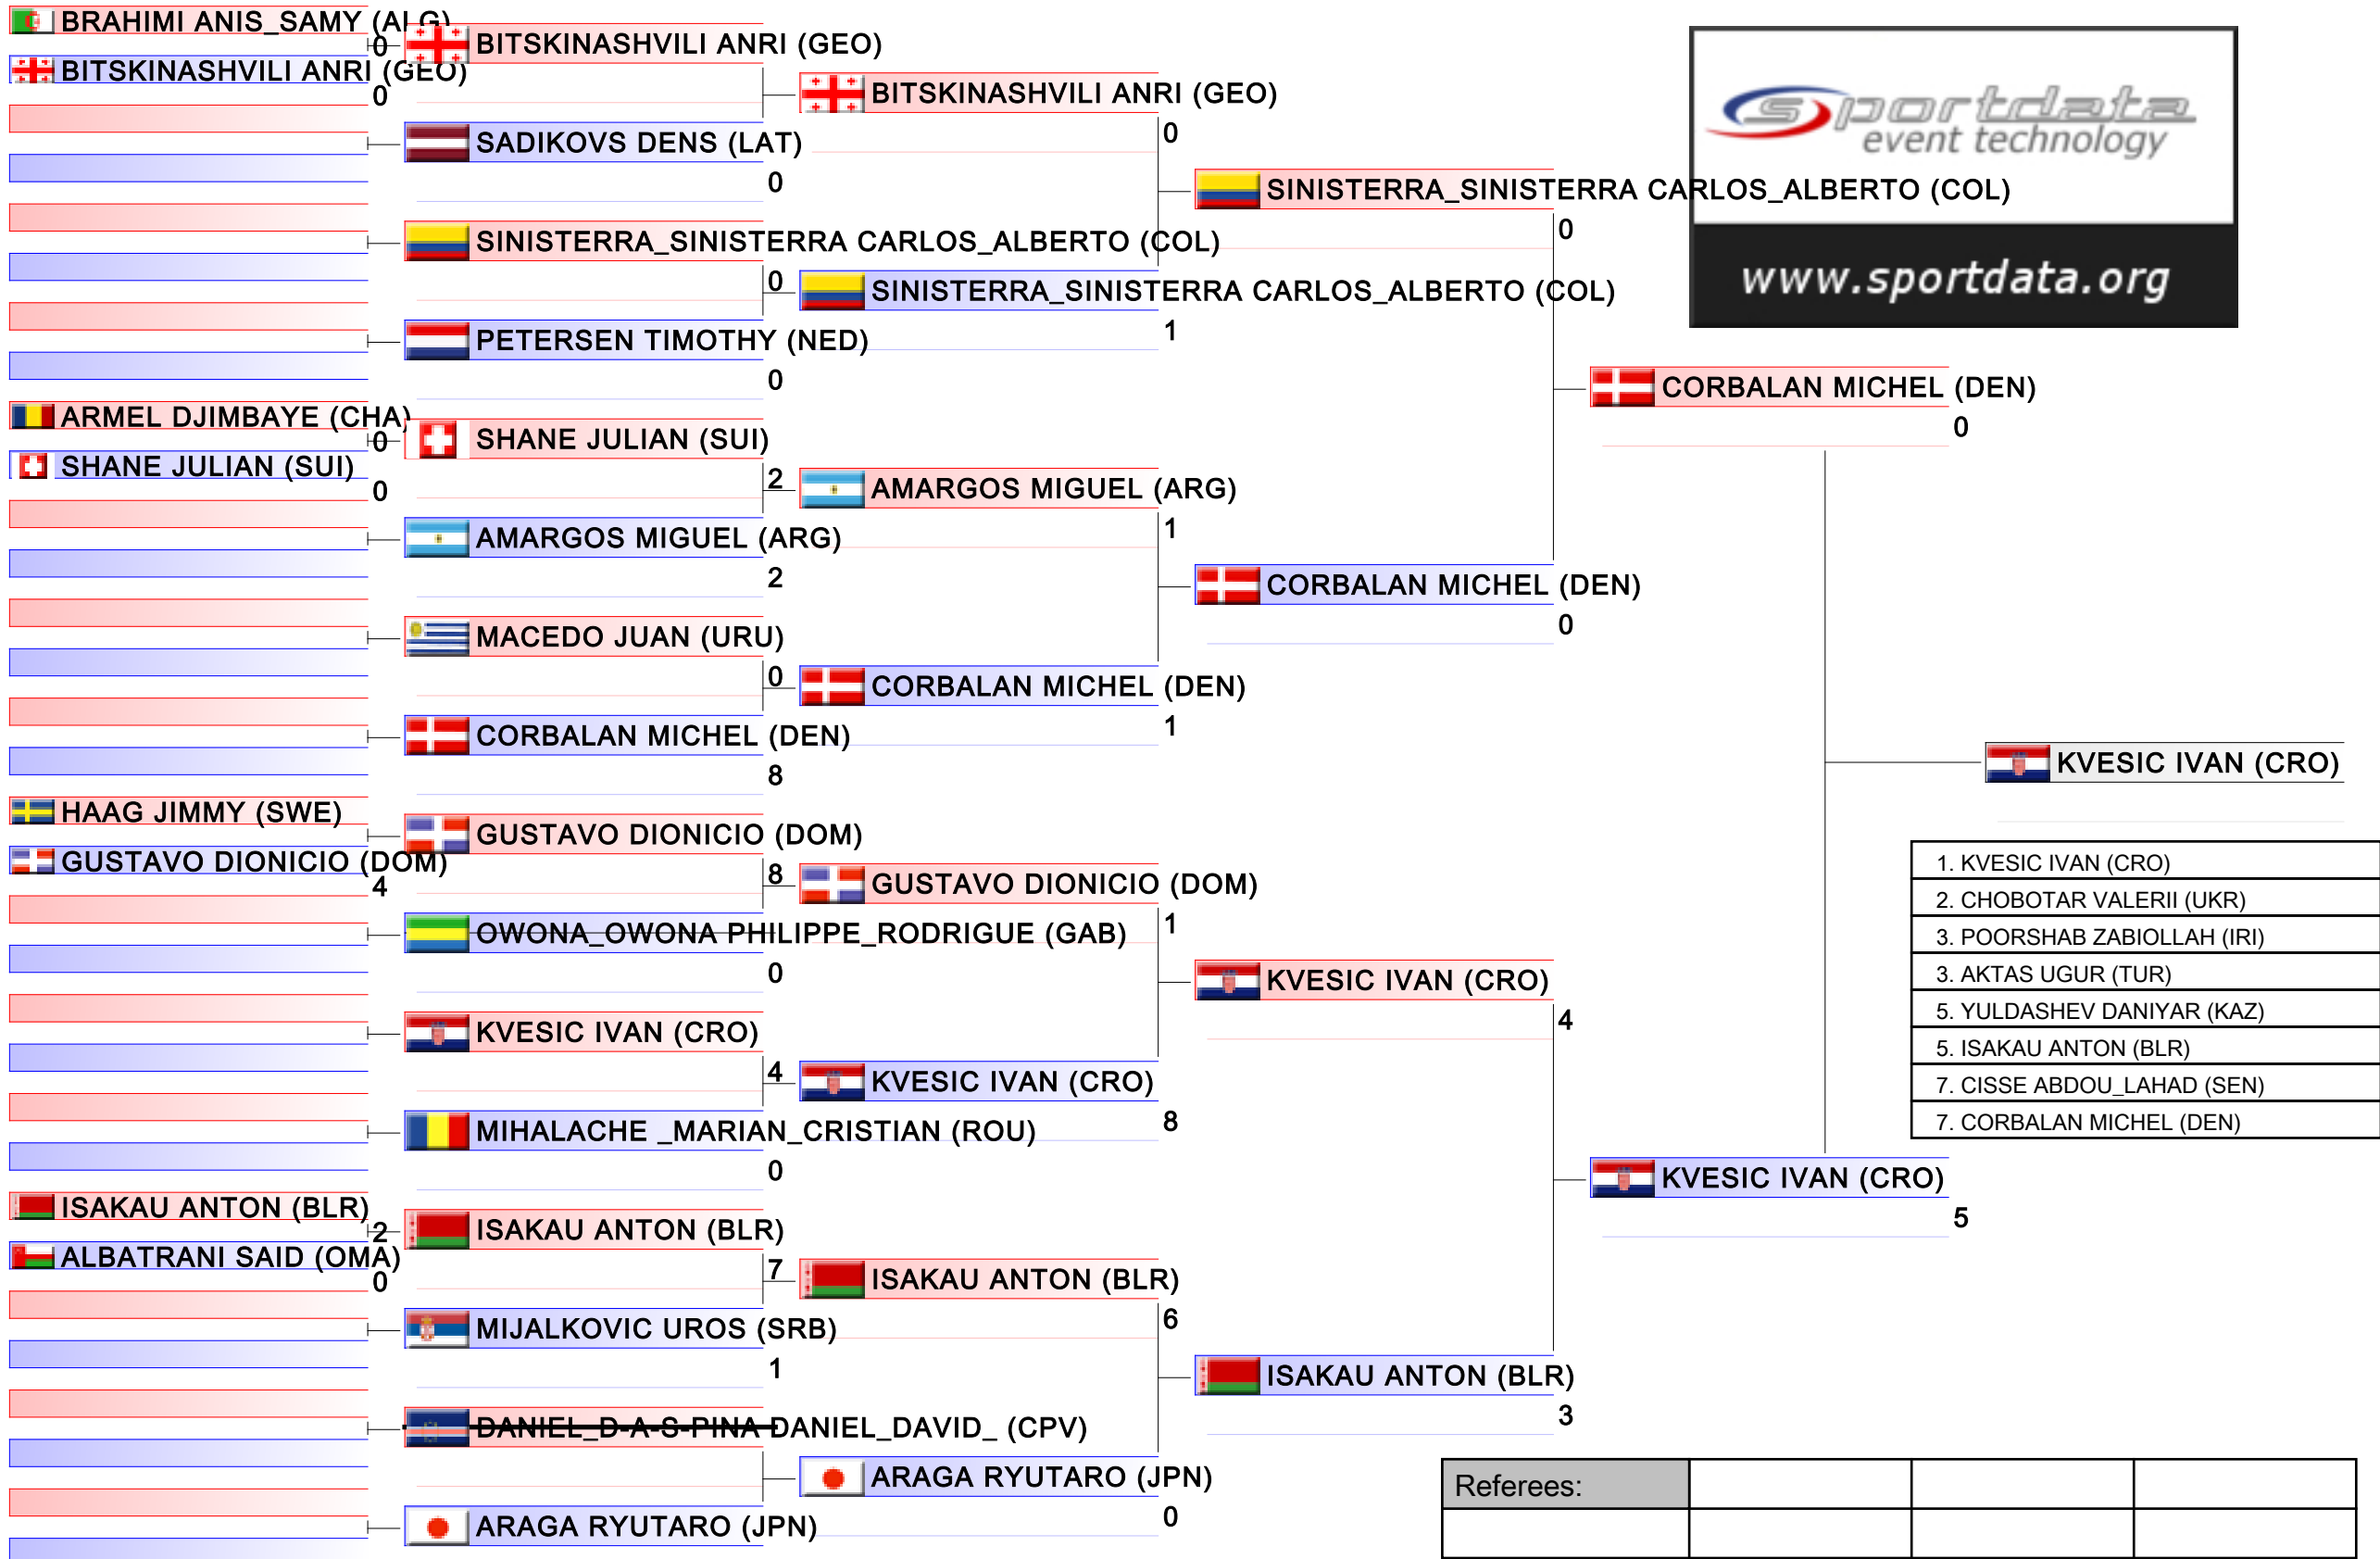 BRAHIMI ANIS_SAMY (ALG)
0
BITSKINASHVILI ANRI (GEO)
0
ARMEL DJIMBAYE (CHA)
0
SHANE JULIAN (SUI)
0
HAAG JIMMY (SWE)
GUSTAVO DIONICIO (DOM)
4
ISAKAU ANTON (BLR)
2
ALBATRANI SAID (OMA)
0
BITSKINASHVILI ANRI (GEO)
SADIKOVS DENS (LAT)
0
SINISTERRA_SINISTERRA CARLOS_ALBERTO (COL)
0
PETERSEN TIMOTHY (NED)
0
SHANE JULIAN (SUI)
2
AMARGOS MIGUEL (ARG)
2
MACEDO JUAN (URU)
0
CORBALAN MICHEL (DEN)
8
GUSTAVO DIONICIO (DOM)
8
OWONA_OWONA PHILIPPE_RODRIGUE (GAB)
0
KVESIC IVAN (CRO)
4
MIHALACHE _MARIAN_CRISTIAN (ROU)
0
ISAKAU ANTON (BLR)
7
MIJALKOVIC UROS (SRB)
1
DANIEL_D-A-S-PINA DANIEL_DAVID_ (CPV)
ARAGA RYUTARO (JPN)
BITSKINASHVILI ANRI (GEO)
0
SINISTERRA_SINISTERRA CARLOS_ALBERTO (COL)
1
AMARGOS MIGUEL (ARG)
1
CORBALAN MICHEL (DEN)
1
GUSTAVO DIONICIO (DOM)
1
KVESIC IVAN (CRO)
8
ISAKAU ANTON (BLR)
6
ARAGA RYUTARO (JPN)
0
SINISTERRA_SINISTERRA CARLOS_ALBERTO (COL)
0
CORBALAN MICHEL (DEN)
0
KVESIC IVAN (CRO)
4
ISAKAU ANTON (BLR)
3
CORBALAN MICHEL (DEN)
0
KVESIC IVAN (CRO)
5
KVESIC IVAN (CRO)
sportdata
event technology
www.sportdata.org
1. KVESIC IVAN (CRO)
2. CHOBOTAR VALERII (UKR)
3. POORSHAB ZABIOLLAH (IRI)
3. AKTAS UGUR (TUR)
5. YULDASHEV DANIYAR (KAZ)
5. ISAKAU ANTON (BLR)
7. CISSE ABDOU_LAHAD (SEN)
7. CORBALAN MICHEL (DEN)
Referees: